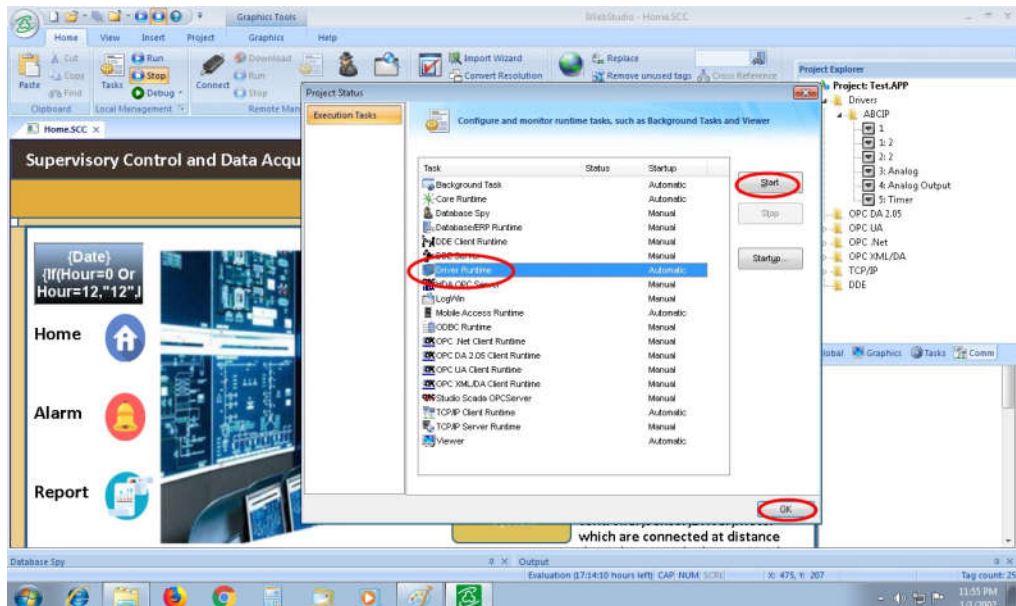 Graphics Tools
IWebStudio - Home.SCC
Home View Insert Project Graphics Help
Paste
Cut
Copy
Find
Clipboard
Tasks
Run
Stop
Debug
Local Management
Connect
Download
Run
Stop
Remote Man
Import Wizard
Convert Resolution
Replace
Remove unused tags
Cross Reference
Home.SCC
Supervisory Control and Data Acqu
{Date}
{If(Hour=0 Or
Hour=12,"12",
Home
Alarm
Report
Project Status
Execution Tasks
Configure and monitor runtime tasks, such as Background Tasks and Viewer
Task Status Startup
Background Task Automatic
Core Runtime Automatic
Database Spy Manual
Database/ERP Runtime Manual
DDE Client Runtime Manual
DDE Server Manual
Driver Runtime Automatic
HDA OPC Server Manual
LogWin Manual
Mobile Access Runtime Automatic
ODBC Runtime Manual
OPC .Net Client Runtime Manual
OPC DA 2.05 Client Runtime Manual
OPC UA Client Runtime Manual
OPC XML/DA Client Runtime Manual
Studio Scada OPCServer Manual
TCP/IP Client Runtime Automatic
TCP/IP Server Runtime Manual
Viewer Automatic
Start
Stop
Startup...
OK
which are connected at distance
Project Explorer
Project: Test.APP
Drivers
ABCIP
1
1: 2
2: 2
3: Analog
4: Analog Output
5: Timer
OPC DA 2.05
OPC UA
OPC .Net
OPC XML/DA
TCP/IP
DDE
Graphics Tasks Comm
Database Spy
Output
Evaluation (17:14:10 hours left) CAP NUM SCRL X: 475, Y: 207 Tag count: 25
11:55 PM